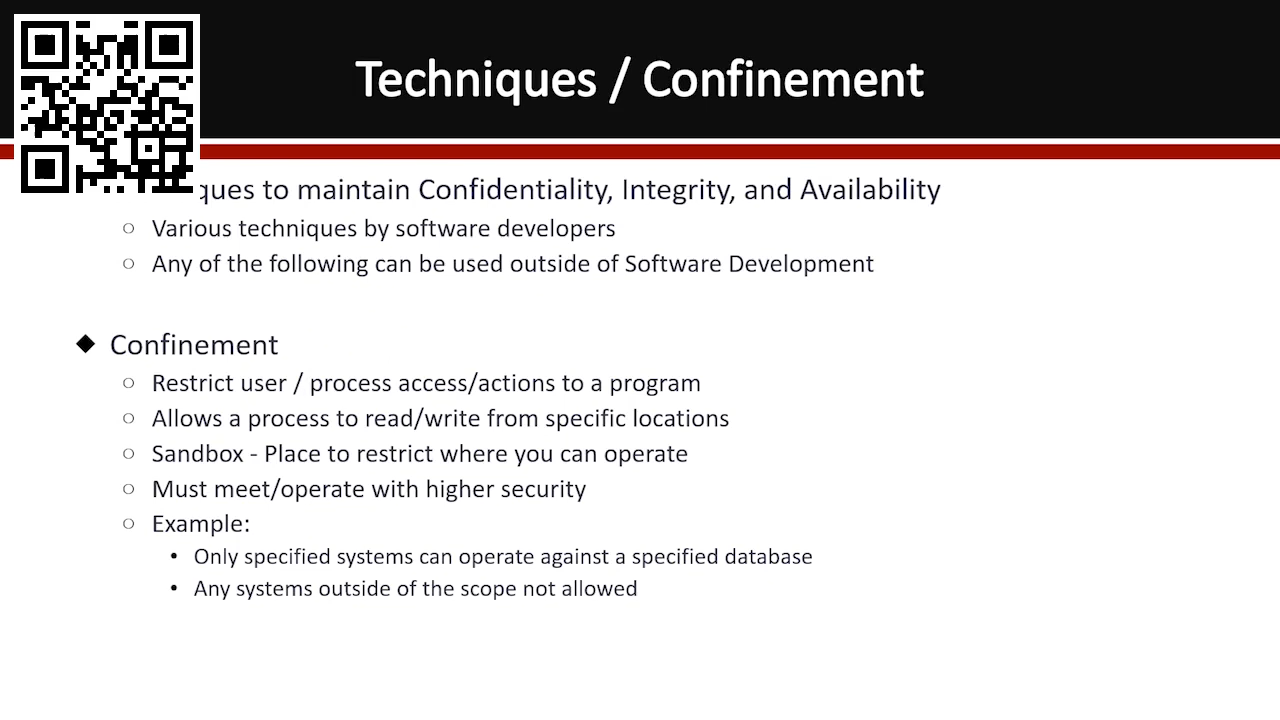 Techniques / Confinement
ques to maintain Confidentiality, Integrity, and Availability
○ Various techniques by software developers
○ Any of the following can be used outside of Software Development
◆ Confinement
○ Restrict user / process access/actions to a program
○ Allows a process to read/write from specific locations
○ Sandbox - Place to restrict where you can operate
○ Must meet/operate with higher security
○ Example:
• Only specified systems can operate against a specified database
• Any systems outside of the scope not allowed